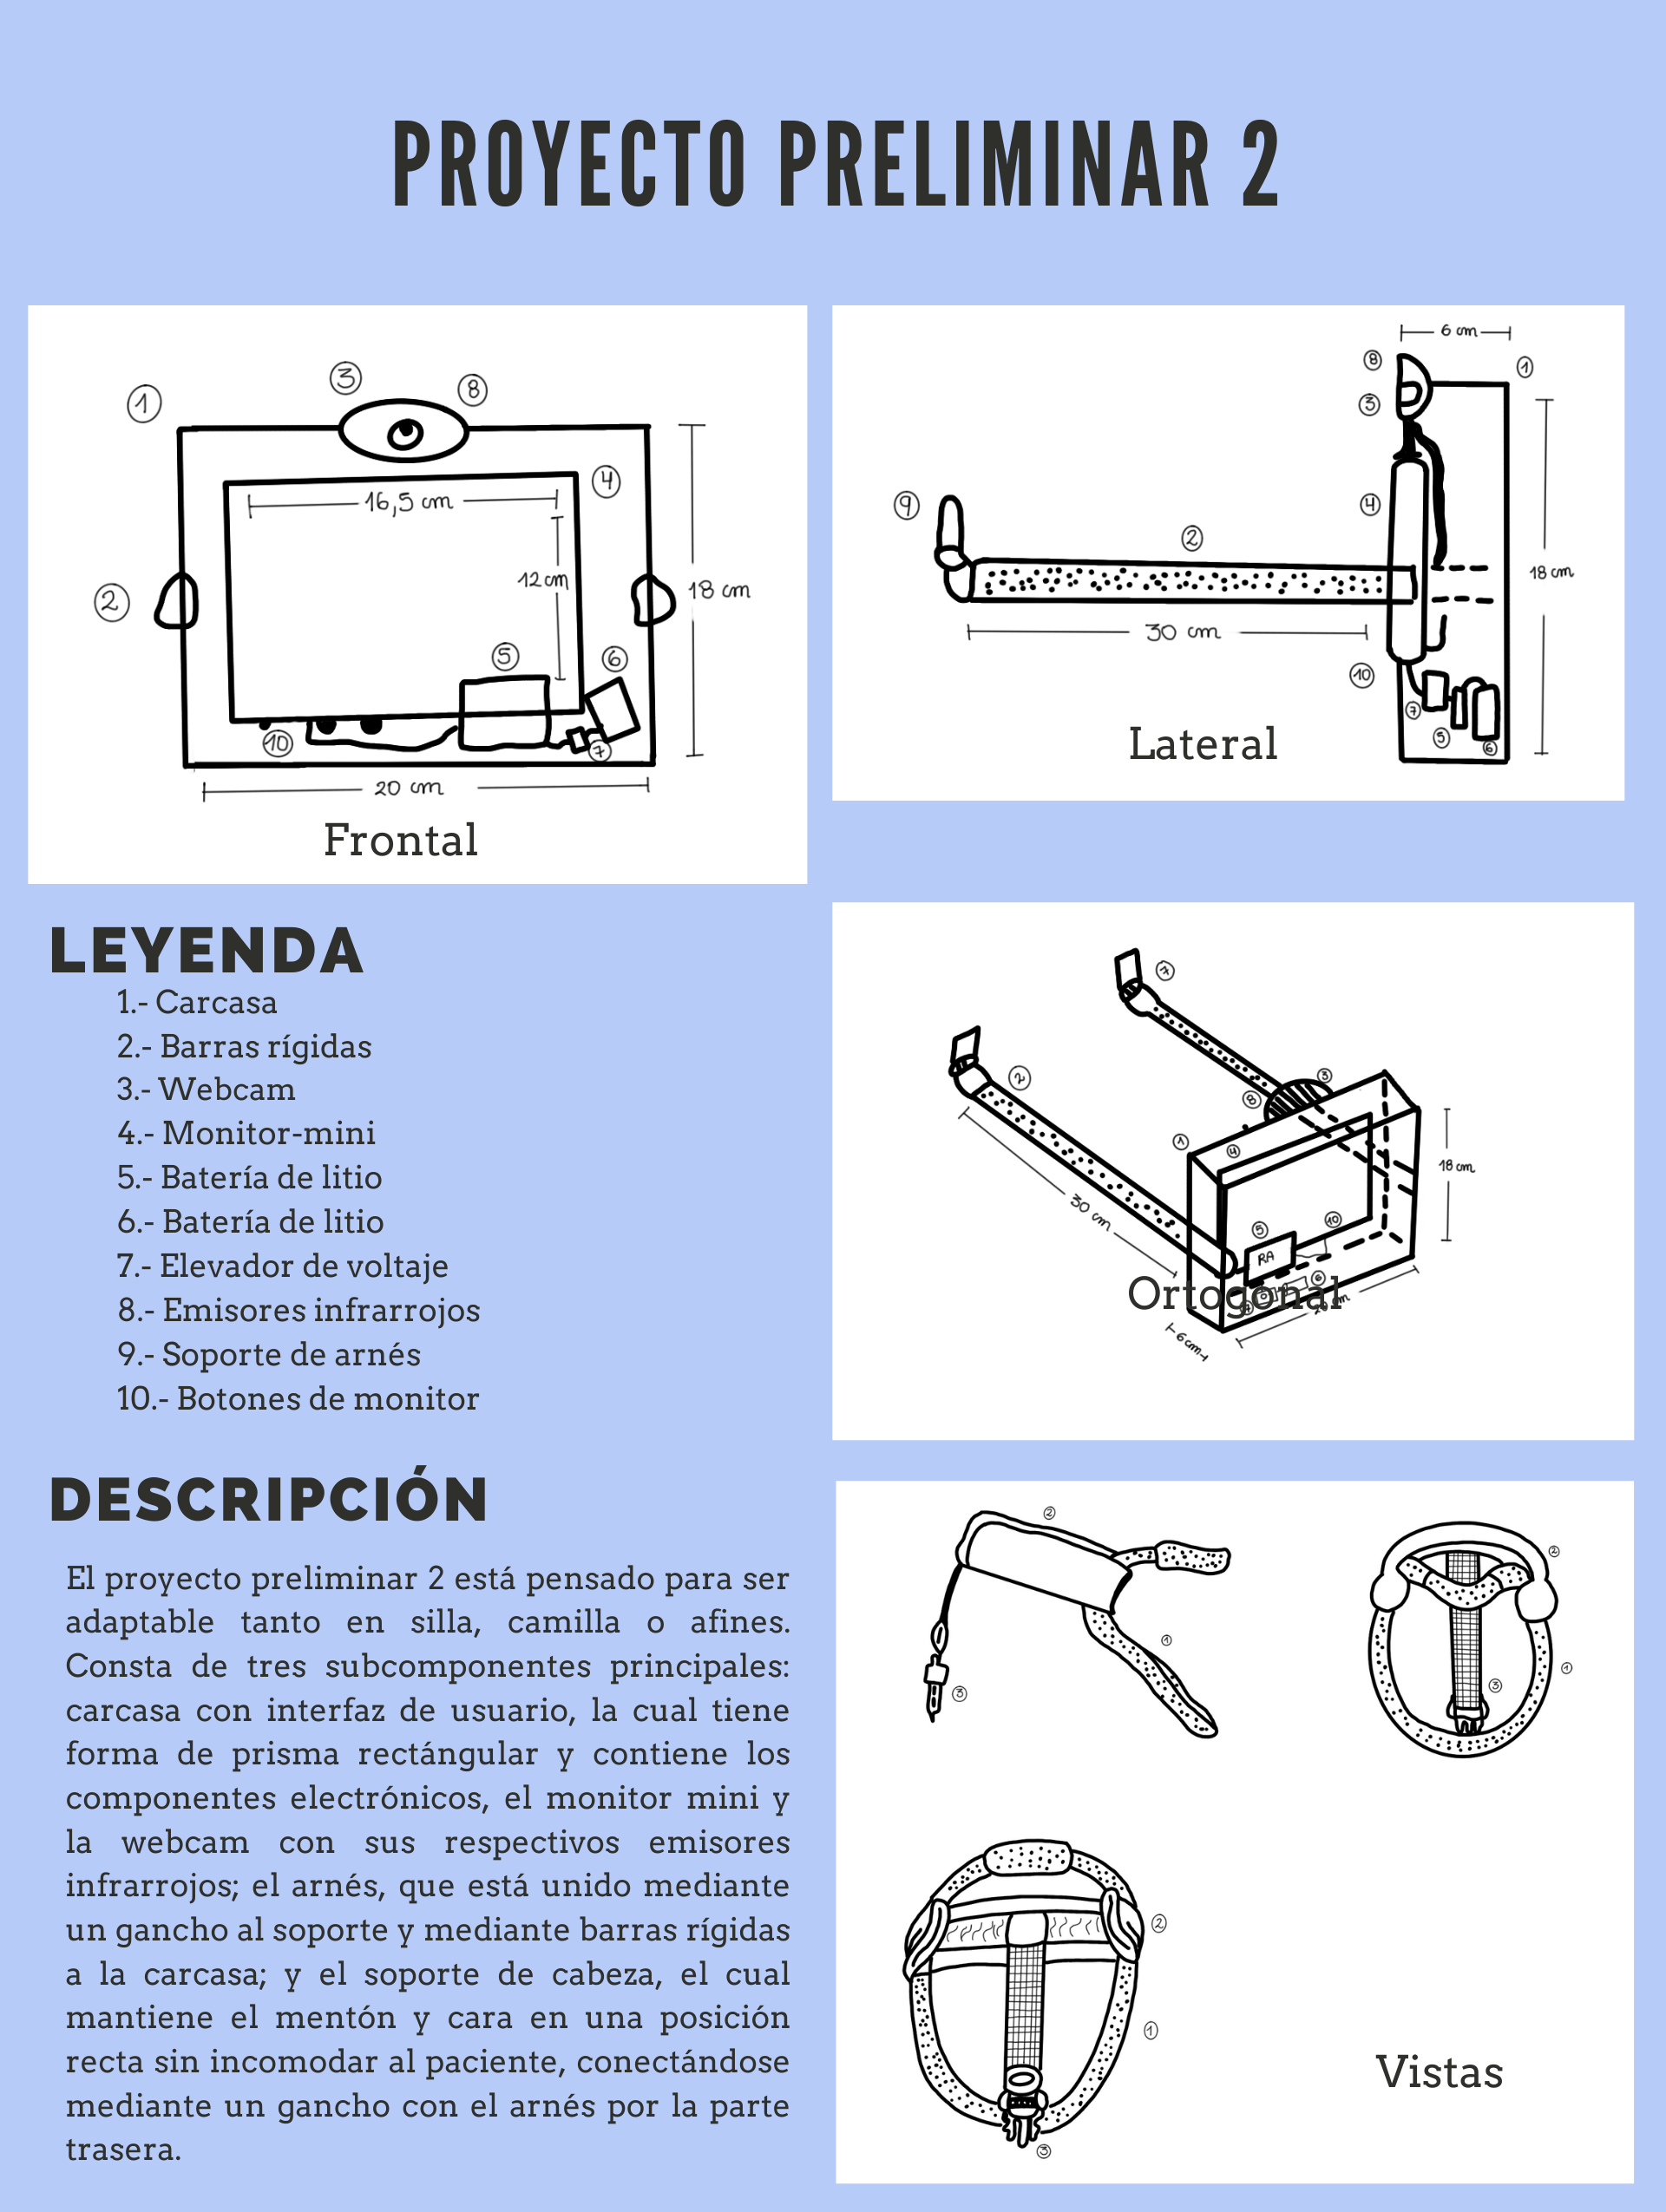 PROYECTO PRELIMINAR 2
3
8
1
4
16,5 cm
12 cm
2
18 cm
5
6
10
7
20 cm
Frontal
6 cm
8
1
3
9
4
2
18 cm
30 cm
10
7
5
6
Lateral
LEYENDA
1.- Carcasa
2.- Barras rígidas
3.- Webcam
4.- Monitor-mini
5.- Batería de litio
6.- Batería de litio
7.- Elevador de voltaje
8.- Emisores infrarrojos
9.- Soporte de arnés
10.- Botones de monitor
2
3
8
1
4
18 cm
30 cm
5
10
RA
6
Ortogonal
6 cm
DESCRIPCIÓN
El proyecto preliminar 2 está pensado para ser
adaptable tanto en silla, camilla o afines.
Consta de tres subcomponentes principales:
carcasa con interfaz de usuario, la cual tiene
forma de prisma rectángular y contiene los
componentes electrónicos, el monitor mini y
la webcam con sus respectivos emisores
infrarrojos; el arnés, que está unido mediante
un gancho al soporte y mediante barras rígidas
a la carcasa; y el soporte de cabeza, el cual
mantiene el mentón y cara en una posición
recta sin incomodar al paciente, conectándose
mediante un gancho con el arnés por la parte
trasera.
2
1
3
2
1
3
2
1
3
Vistas